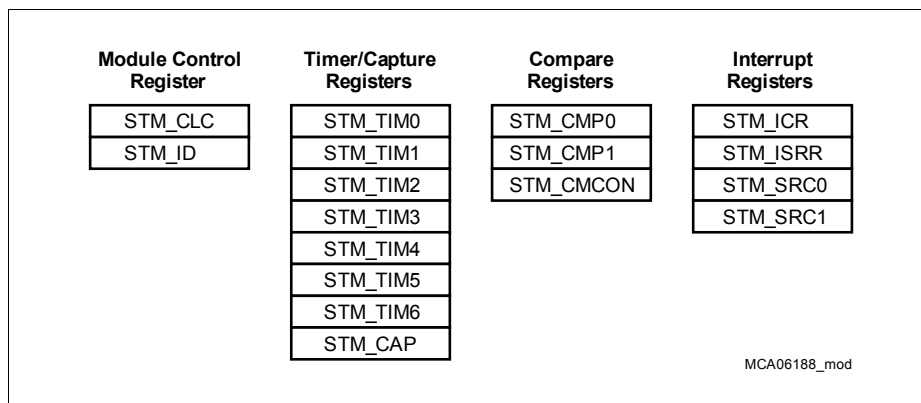 Module Control
Register
STM_CLC
STM_ID
Timer/Capture
Registers
STM_TIM0
STM_TIM1
STM_TIM2
STM_TIM3
STM_TIM4
STM_TIM5
STM_TIM6
STM_CAP
Compare
Registers
STM_CMP0
STM_CMP1
STM_CMCON
Interrupt
Registers
STM_ICR
STM_ISRR
STM_SRC0
STM_SRC1
MCA06188_mod